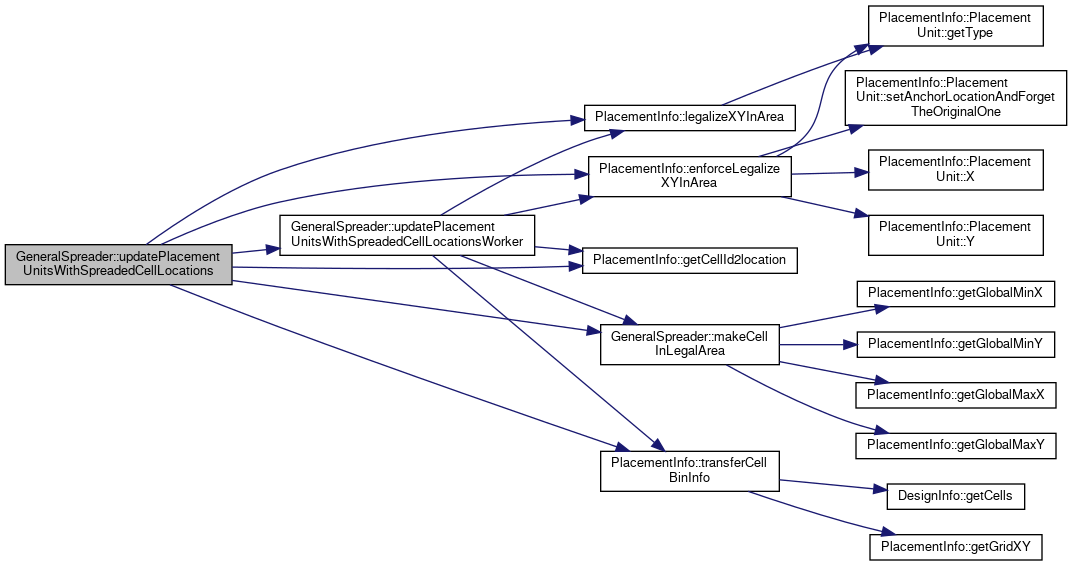 GeneralSpreader::updatePlacement
UnitsWithSpreadedCellLocations
GeneralSpreader::updatePlacement
UnitsWithSpreadedCellLocationsWorker
PlacementInfo::legalizeXYInArea
PlacementInfo::enforceLegalize
XYInArea
PlacementInfo::getCellId2location
GeneralSpreader::makeCell
InLegalArea
PlacementInfo::transferCell
BinInfo
PlacementInfo::Placement
Unit::getType
PlacementInfo::Placement
Unit::setAnchorLocationAndForget
TheOriginalOne
PlacementInfo::Placement
Unit::X
PlacementInfo::Placement
Unit::Y
PlacementInfo::getGlobalMinX
PlacementInfo::getGlobalMinY
PlacementInfo::getGlobalMaxX
PlacementInfo::getGlobalMaxY
DesignInfo::getCells
PlacementInfo::getGridXY